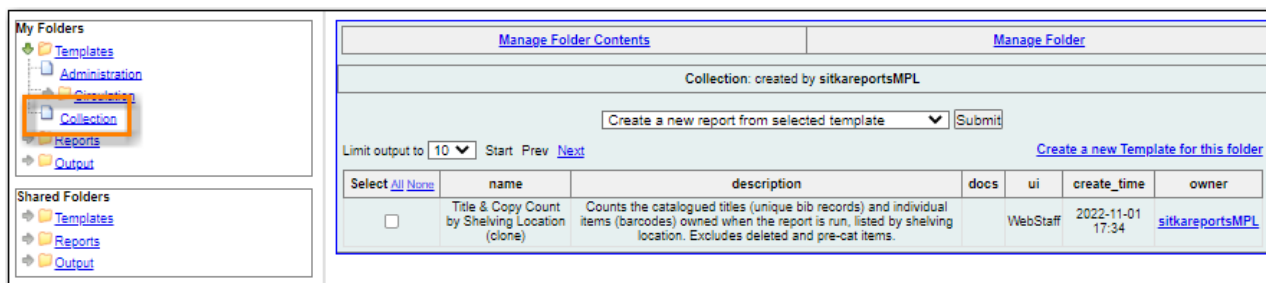 My Folders
Templates
Administration
Circulation
Collection
Reports
Output
Shared Folders
Templates
Reports
Output
Manage Folder Contents
Manage Folder
Collection: created by sitkareportsMPL
Create a new report from selected template
Submit
Limit output to 10 Start Prev Next
Create a new Template for this folder
Select All None name description docs ui create_time owner
Title & Copy Count
by Shelving Location
(clone)
Counts the catalogued titles (unique bib records) and individual
items (barcodes) owned when the report is run, listed by shelving
location. Excludes deleted and pre-cat items.
WebStaff
2022-11-01
17:34
sitkareportsMPL